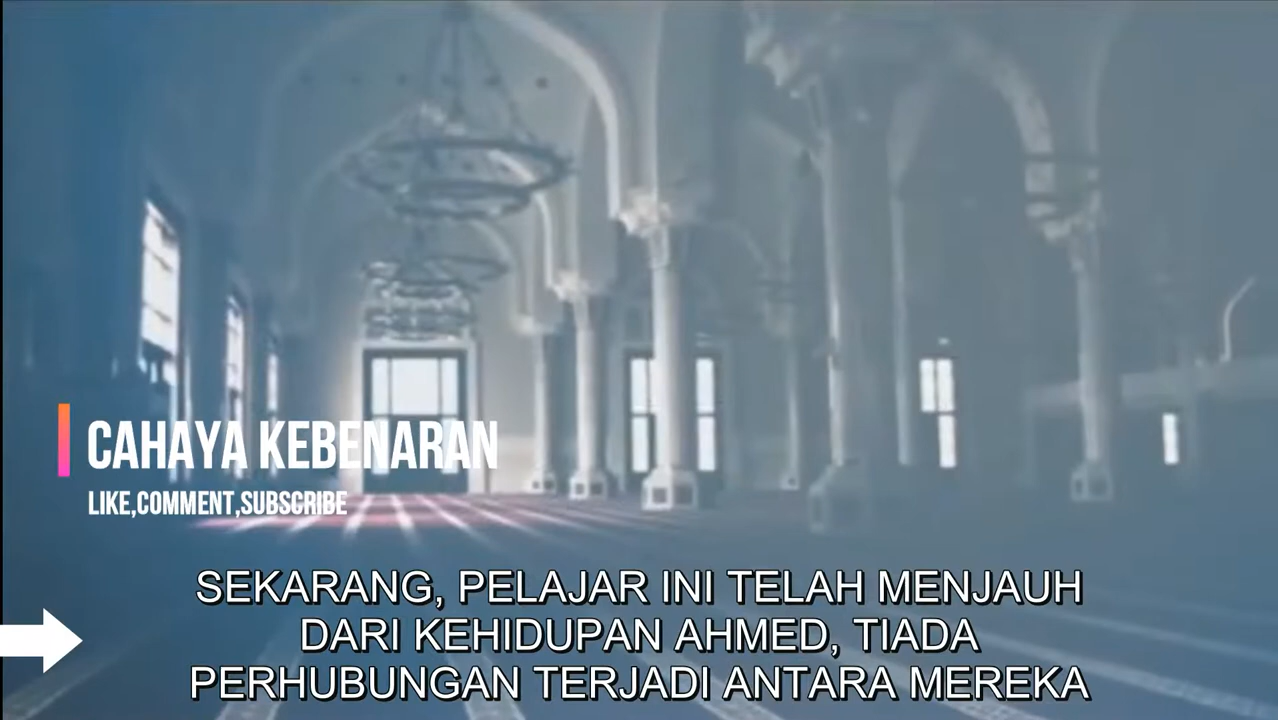 CAHAYA KEBENARAN
LIKE,COMMENT,SUBSCRIBE
SEKARANG, PELAJAR INI TELAH MENJAUH
DARI KEHIDUPAN AHMED, TIADA
PERHUBUNGAN TERJADI ANTARA MEREKA